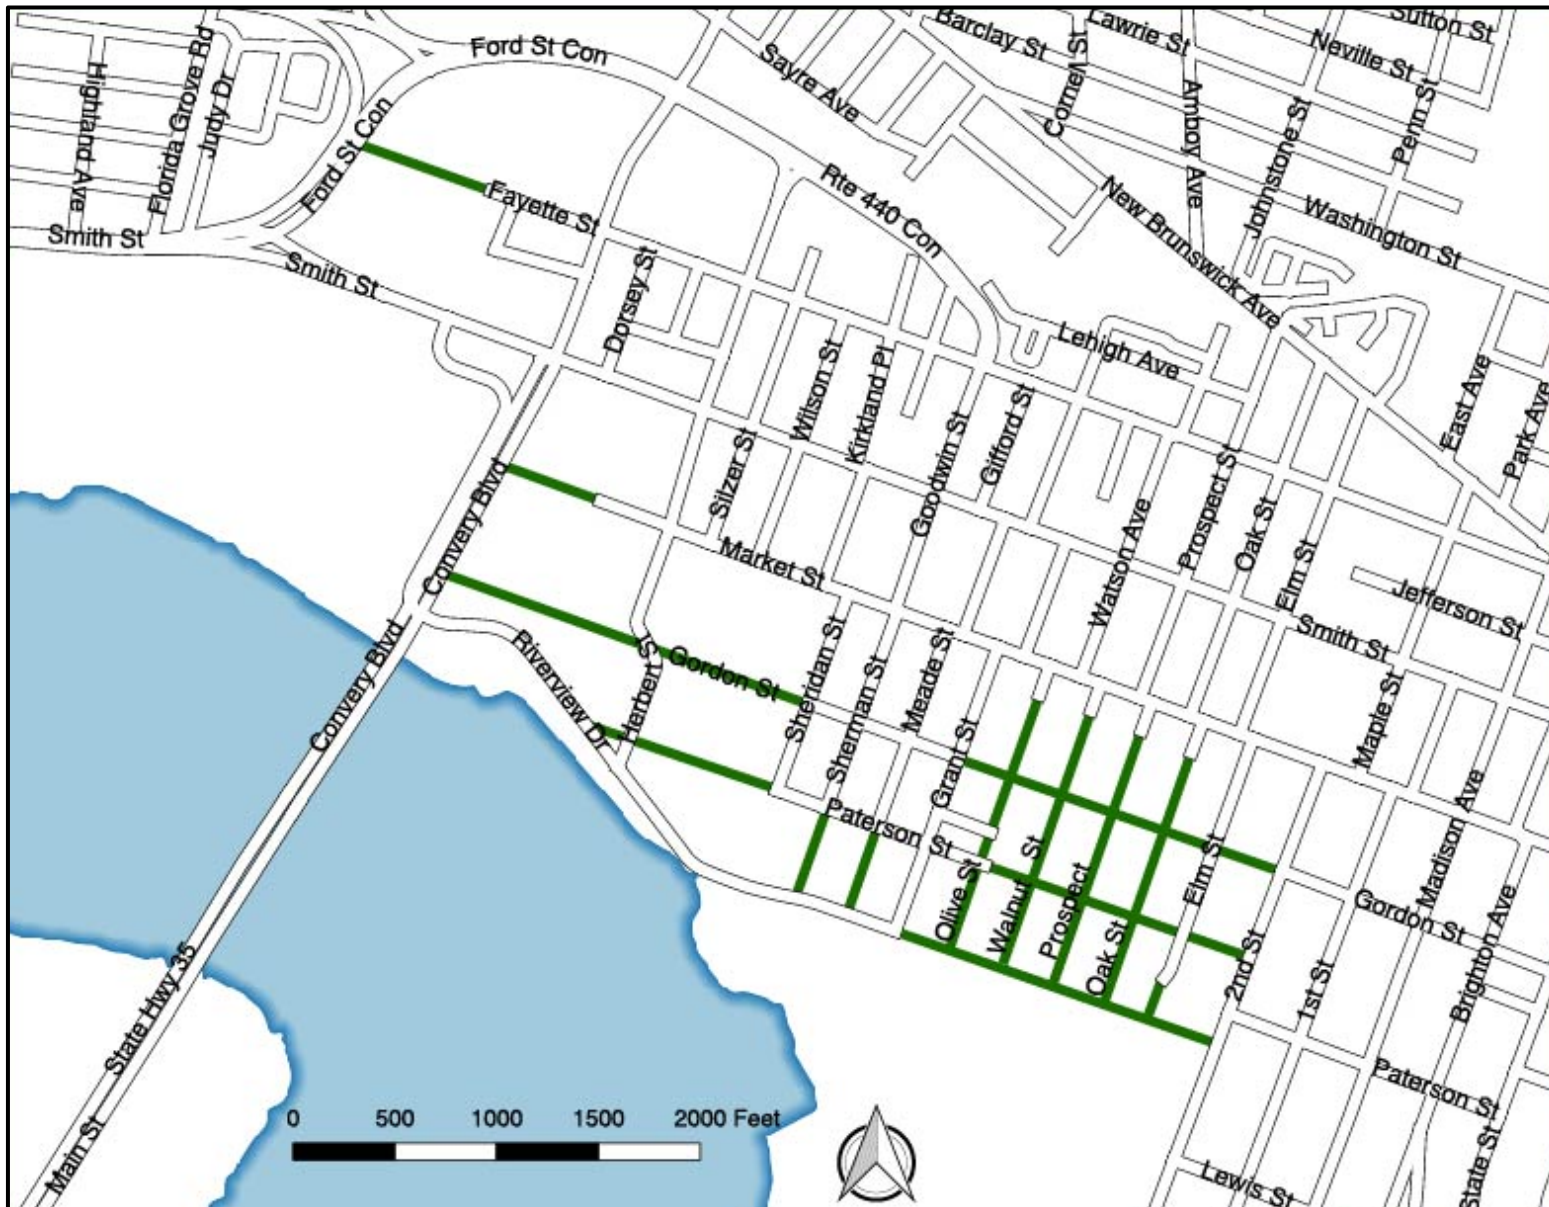 Sutton St
Lawrie St
Barclay St
Neville St
Ford St Con
Florida Grove Rd
Highland Ave
Judy Dr
Sayre Ave
Cornell St
Amboy Ave
Johnstone St
Penn St
Ford St Con
Fayette St
Rte 440 Con
New Brunswick Ave
Washington St
Smith St
Smith St
Dorsey St
Lehigh Ave
Wilson St
Kirkland Pl
East Ave
Park Ave
Gifford St
Goodwin St
Silzer St
Prospect St
Oak St
Convery Blvd
Watson Ave
Elm St
Market St
Jefferson St
Smith St
Riverview Dr
Convery Blvd
Herbert St
Gordon St
Sheridan St
Sherman St
Meade St
Maple St
Grant St
Madison Ave
Paterson St
Olive St
Walnut St
Prospect
Oak St
Elm St
Gordon St
Brighton Ave
2nd St
1st St
State Hwy 35
Paterson St
0 500 1000 1500 2000 Feet
Main St
Lewis St
State St